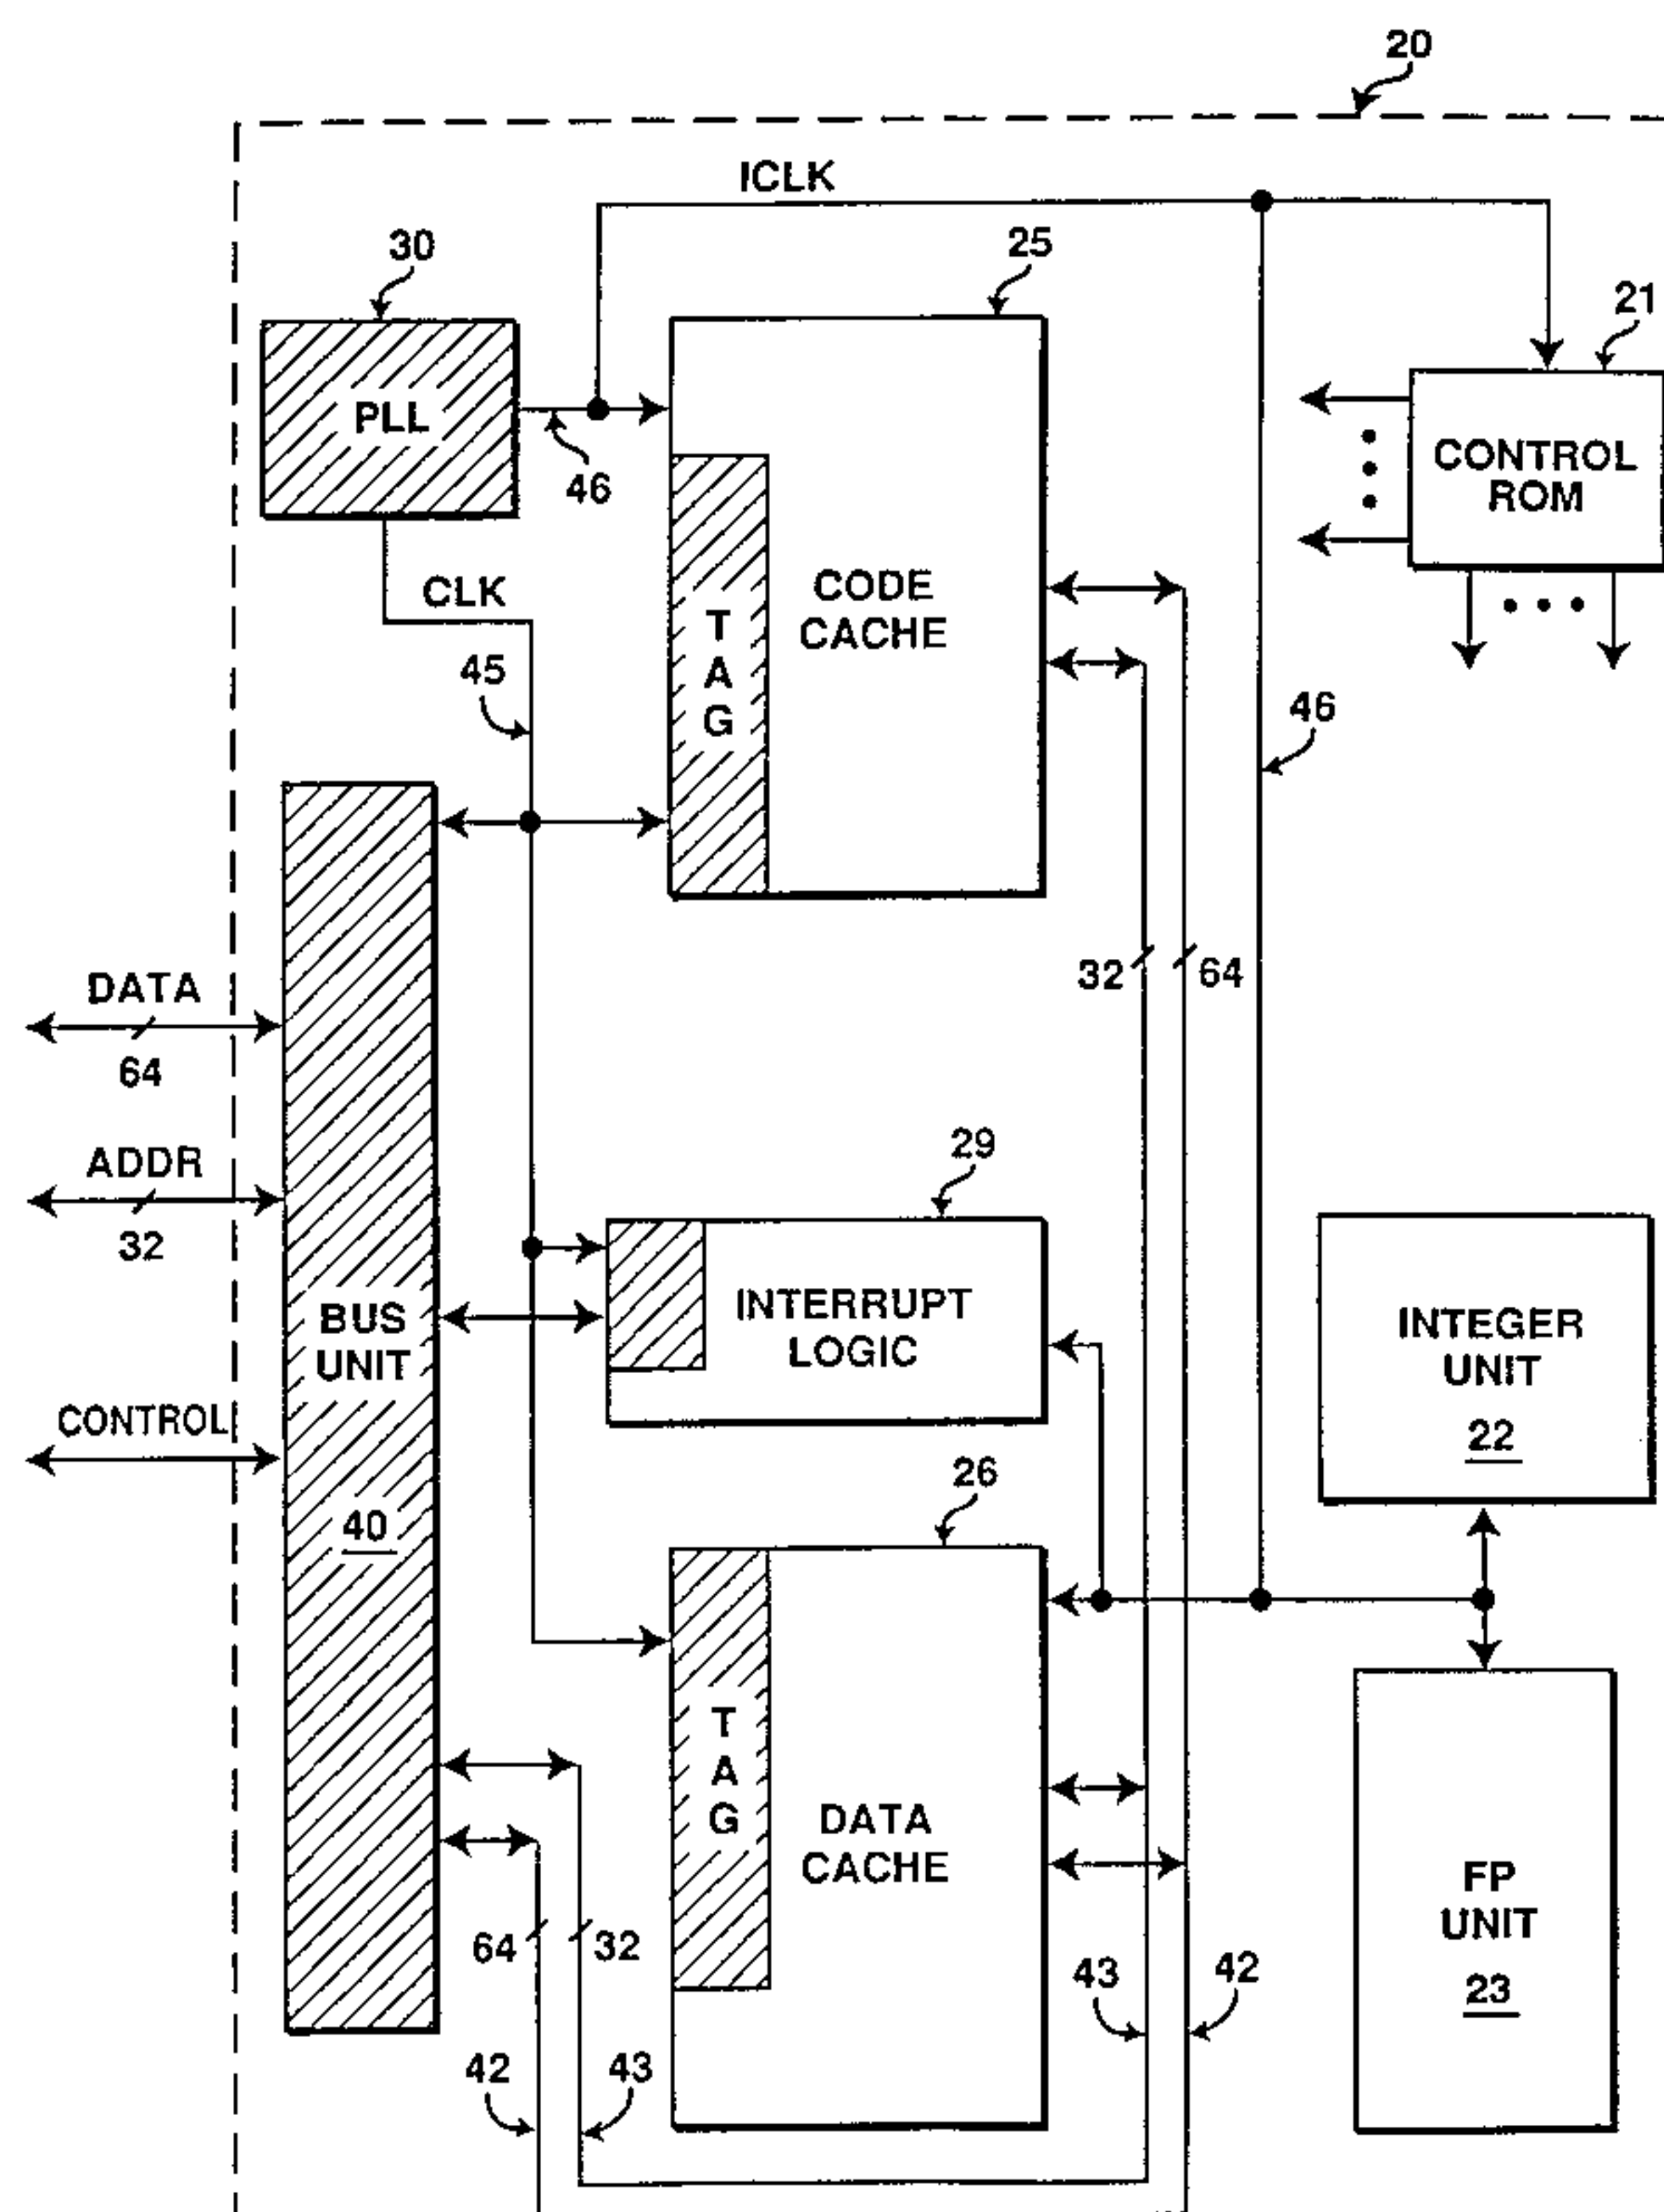 20
ICLK
30
25
21
PLL
46
CONTROL
ROM
CLK
CODE
CACHE
T
A
G
45
46
32
64
DATA
64
ADDR
32
29
BUS
UNIT
INTERRUPT
LOGIC
INTEGER
UNIT
22
CONTROL
40
26
T
A
G
DATA
CACHE
FP
UNIT
23
64
32
43
42
42
43